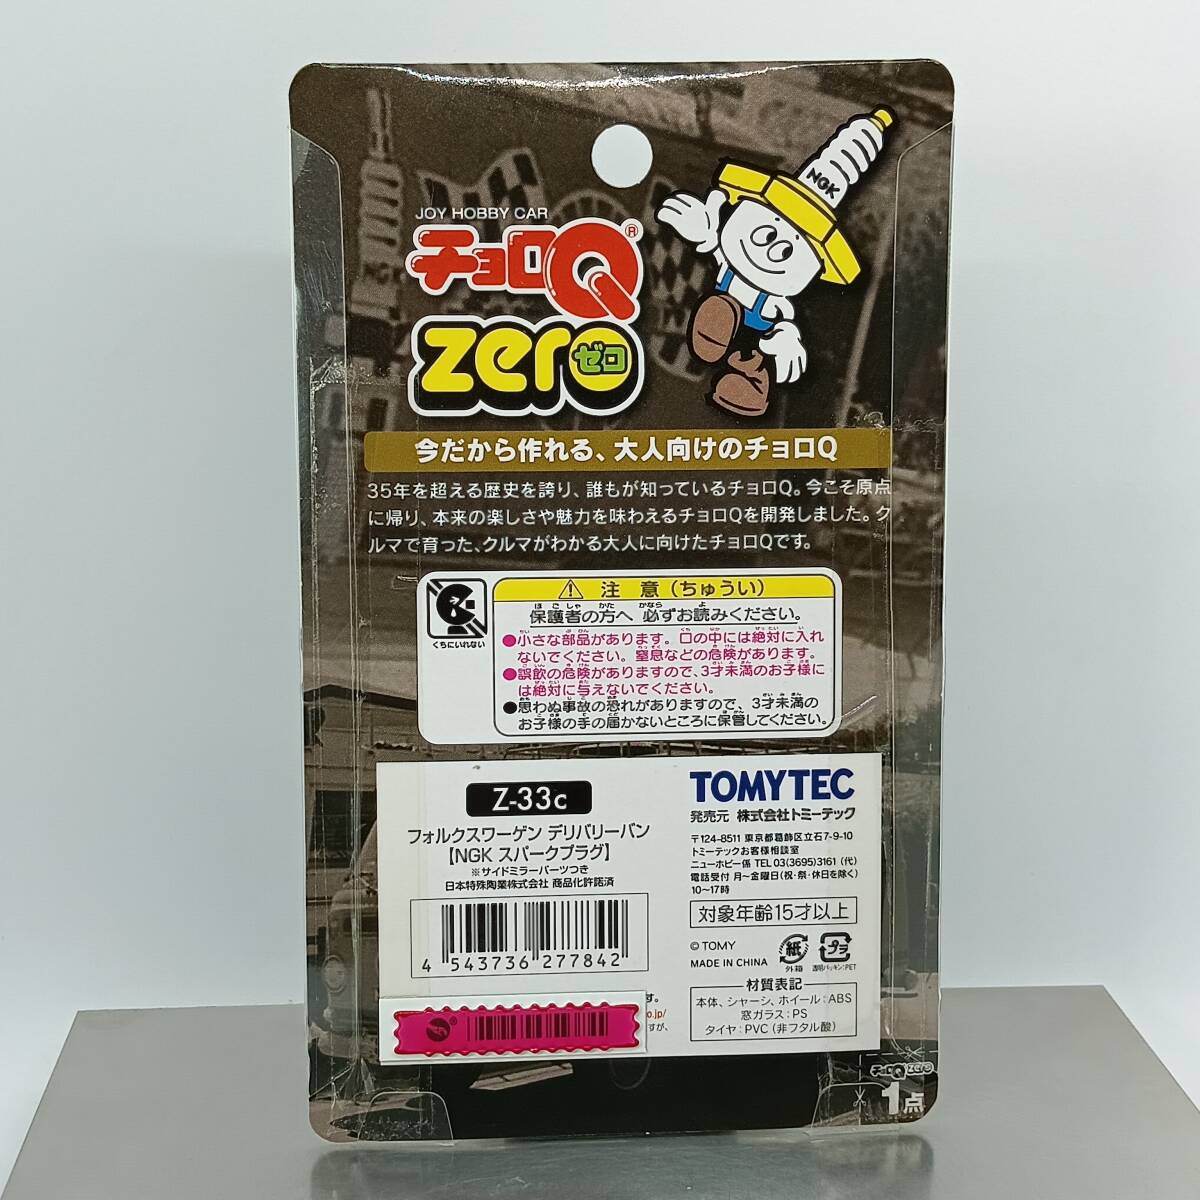 NGK
JOY HOBBY CAR
チョロQ®
zero ゼロ
今だから作れる、大人向けのチョロQ
35年を超える歴史を誇り、誰もが知っているチョロQ。今こそ原点
に帰り、本来の楽しさや魅力を味わえるチョロQを開発しました。ク
ルマで育った、クルマがわかる大人に向けたチョロQです。
くちにいれない
⚠ 注 意(ちゅうい)
保護者の方へ 必ずお読みください。
●小さな部品があります。口の中には絶対に入れ
ないでください。窒息などの危険があります。
●誤飲の危険がありますので、3才未満のお子様に
は絶対に与えないでください。
●思わぬ事故の恐れがありますので、3才未満の
お子様の手の届かないところに保管してください。
Z-33c
フォルクスワーゲン デリバリーバン
【NGK スパークプラグ】
※サイドミラーパーツつき
日本特殊陶業株式会社 商品化許諾済
4 543736 277842
TOMYTEC
発売元 株式会社トミーテック
〒124-8511 東京都葛飾区立石7-9-10
トミーテックお客様相談室
ニューホビー係 TEL 03(3695)3161 (代)
電話受付 月〜金曜日(祝・祭・休日を除く)
10〜17時
対象年齢15才以上
© TOMY
MADE IN CHINA
紙
外箱
プラ
透明パッキン:PET
材質表記
本体、シャーシ、ホイール:ABS
窓ガラス:PS
タイヤ:PVC (非フタル酸)
す。
o.jp/
すが、
チョロQ zero
1点